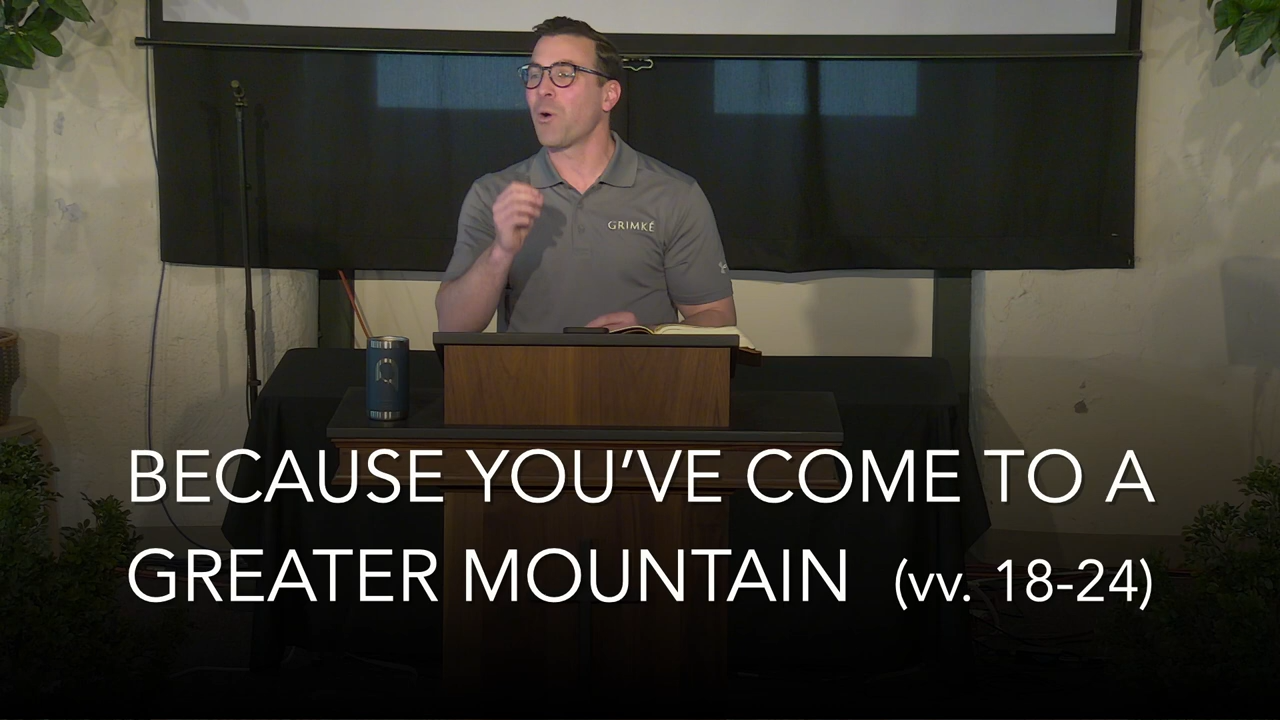 GRIMKÉ
BECAUSE YOU’VE COME TO A
GREATER MOUNTAIN (vv. 18-24)